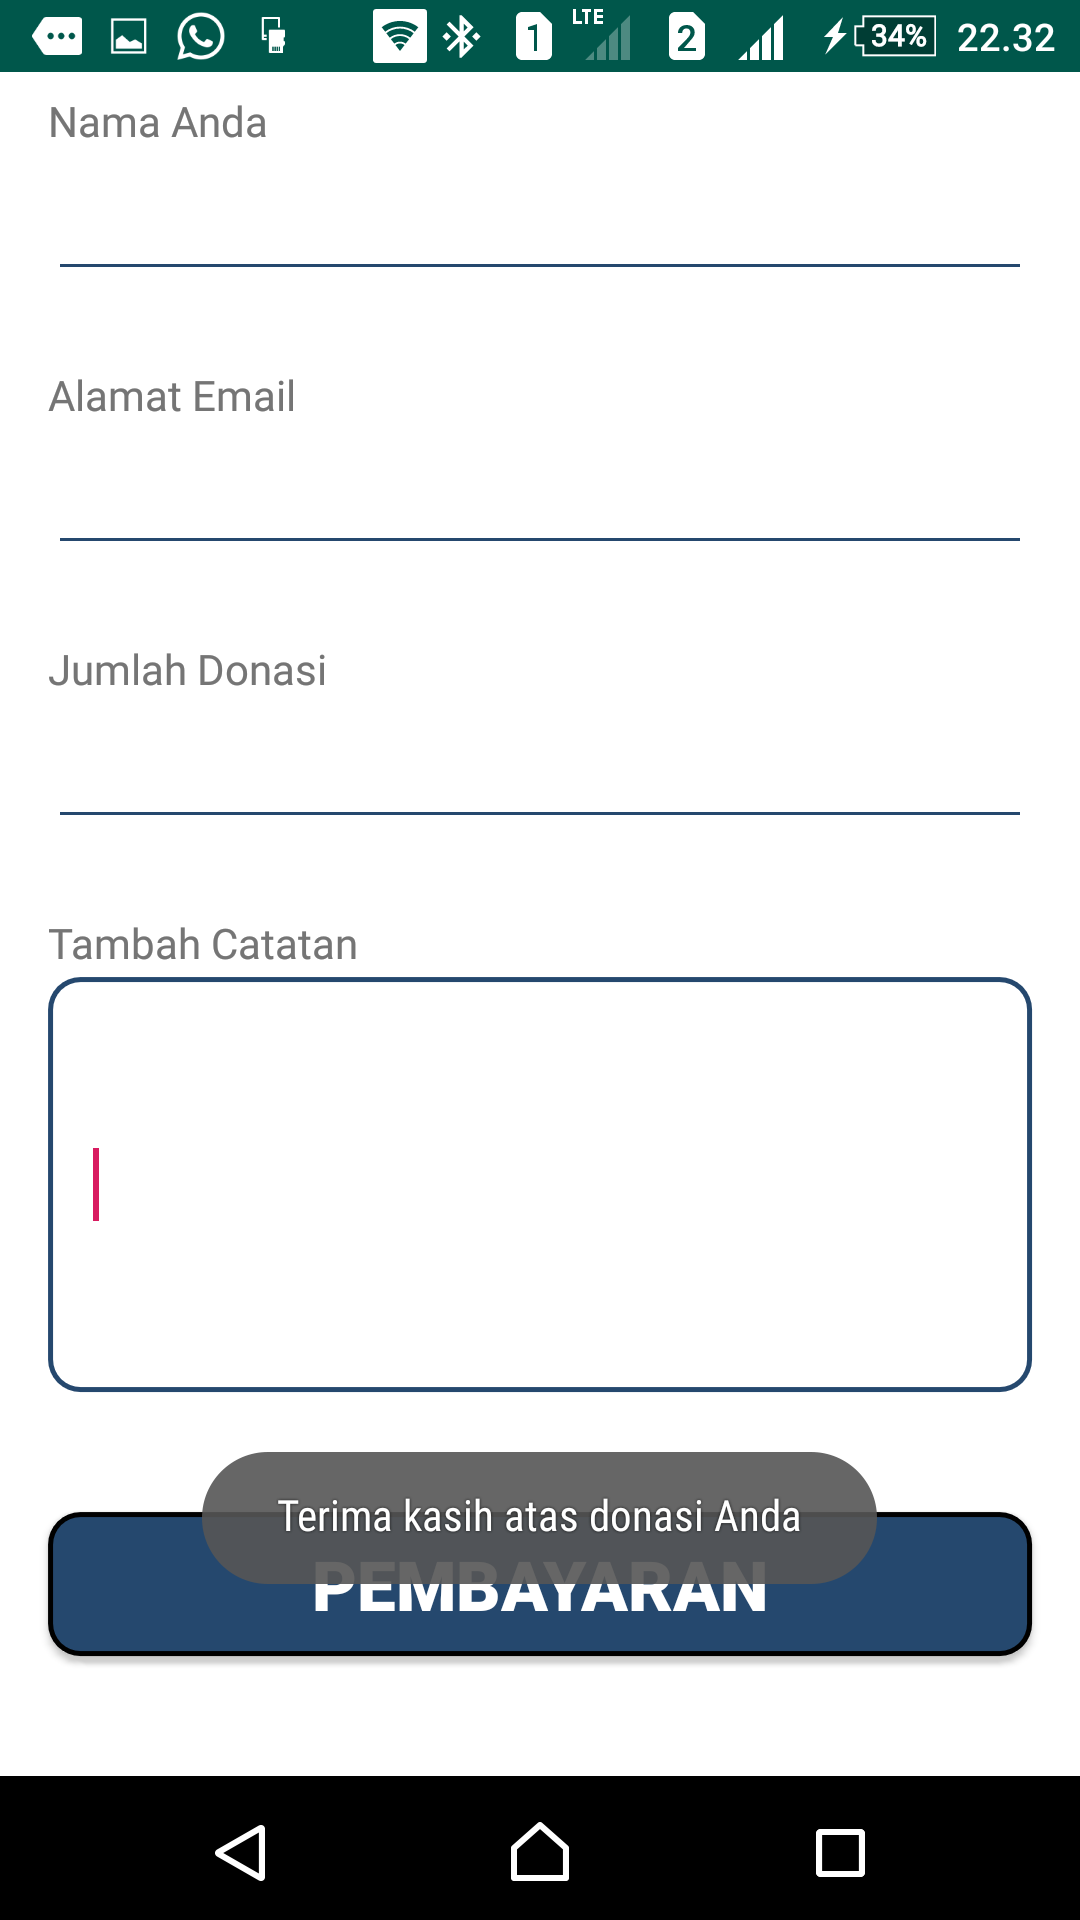 1 LTE 2 34% 22.32
Nama Anda
Alamat Email
Jumlah Donasi
Tambah Catatan
Terima kasih atas donasi Anda
PEMBAYARAN